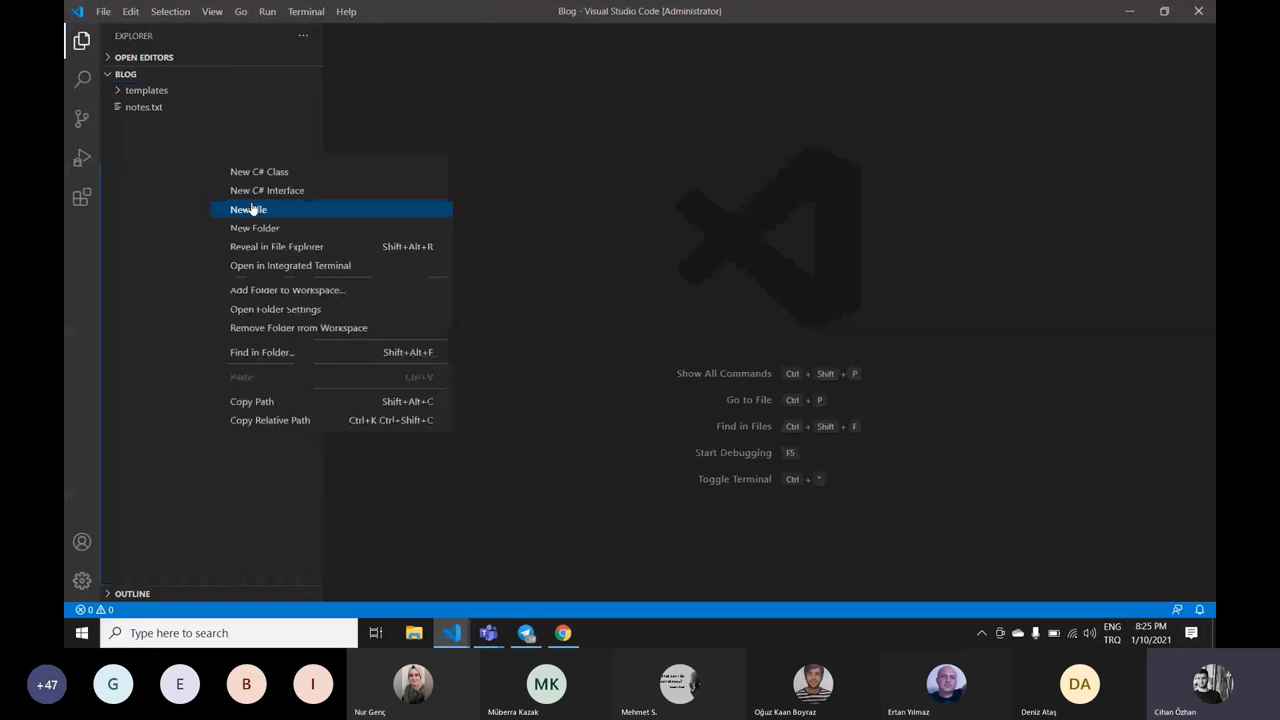 File Edit Selection View Go Run Terminal Help
Blog - Visual Studio Code [Administrator]
EXPLORER
OPEN EDITORS
BLOG
templates
notes.txt
New C# Class
New C# Interface
New File
New Folder
Reveal in File Explorer Shift+Alt+R
Open in Integrated Terminal
Add Folder to Workspace...
Open Folder Settings
Remove Folder from Workspace
Find in Folder... Shift+Alt+F
Paste Ctrl+V
Copy Path Shift+Alt+C
Copy Relative Path Ctrl+K Ctrl+Shift+C
Show All Commands Ctrl + Shift + P
Go to File Ctrl + P
Find in Files Ctrl + Shift + F
Start Debugging F5
Toggle Terminal Ctrl + "
OUTLINE
0 0
Type here to search
ENG
TRQ
8:25 PM
1/10/2021
+47
G
E
B
I
MK
DA
Nur Genç
Müberra Kazak
Mehmet S.
Oğuz Kaan Boyraz
Ertan Yılmaz
Deniz Ataş
Cihan Özhan